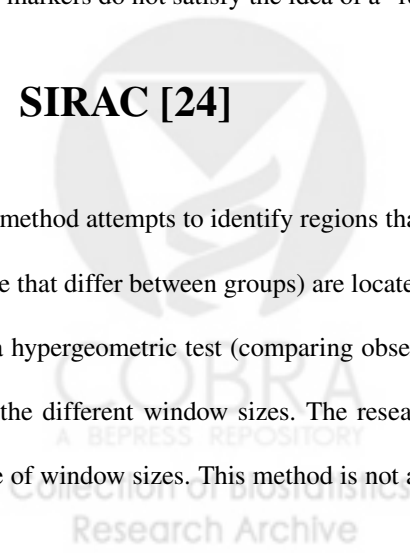 markers do not satisfy the idea of a
SIRAC [24]
method attempts to identify regions tha
e that differ between groups) are locate
a hypergeometric test (comparing obse
the different window sizes. The resea
e of window sizes. This method is not a
COBRA
A BEPRESS REPOSITORY
Collection of Biostatistics
Research Archive